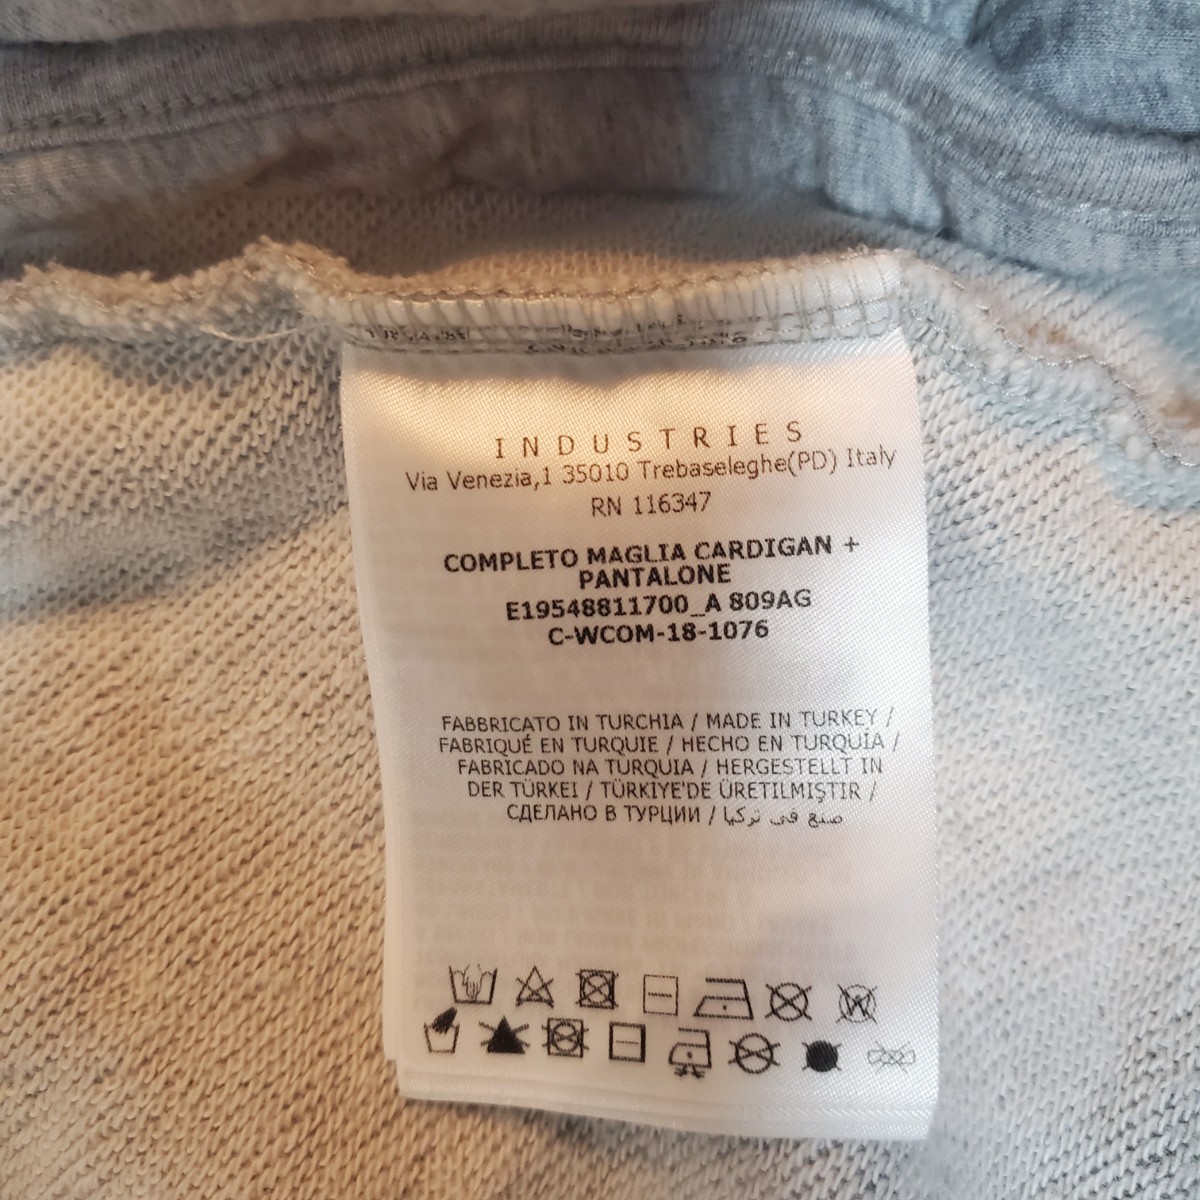 I N D U S T R I E S
Via Venezia,1 35010 Trebaseleghe(PD) Italy
RN 116347
COMPLETO MAGLIA CARDIGAN +
PANTALONE
E19548811700_A 809AG
C-WCOM-18-1076
FABBRICATO IN TURCHIA / MADE IN TURKEY /
FABRIQUÉ EN TURQUIE / HECHO EN TURQUÍA /
FABRICADO NA TURQUIA / HERGESTELLT IN
DER TÜRKEI / TÜRKIYE'DE ÜRETILMIŞTIR /
СДЕЛАНО В ТУРЦИИ / صنع في تركيا
W